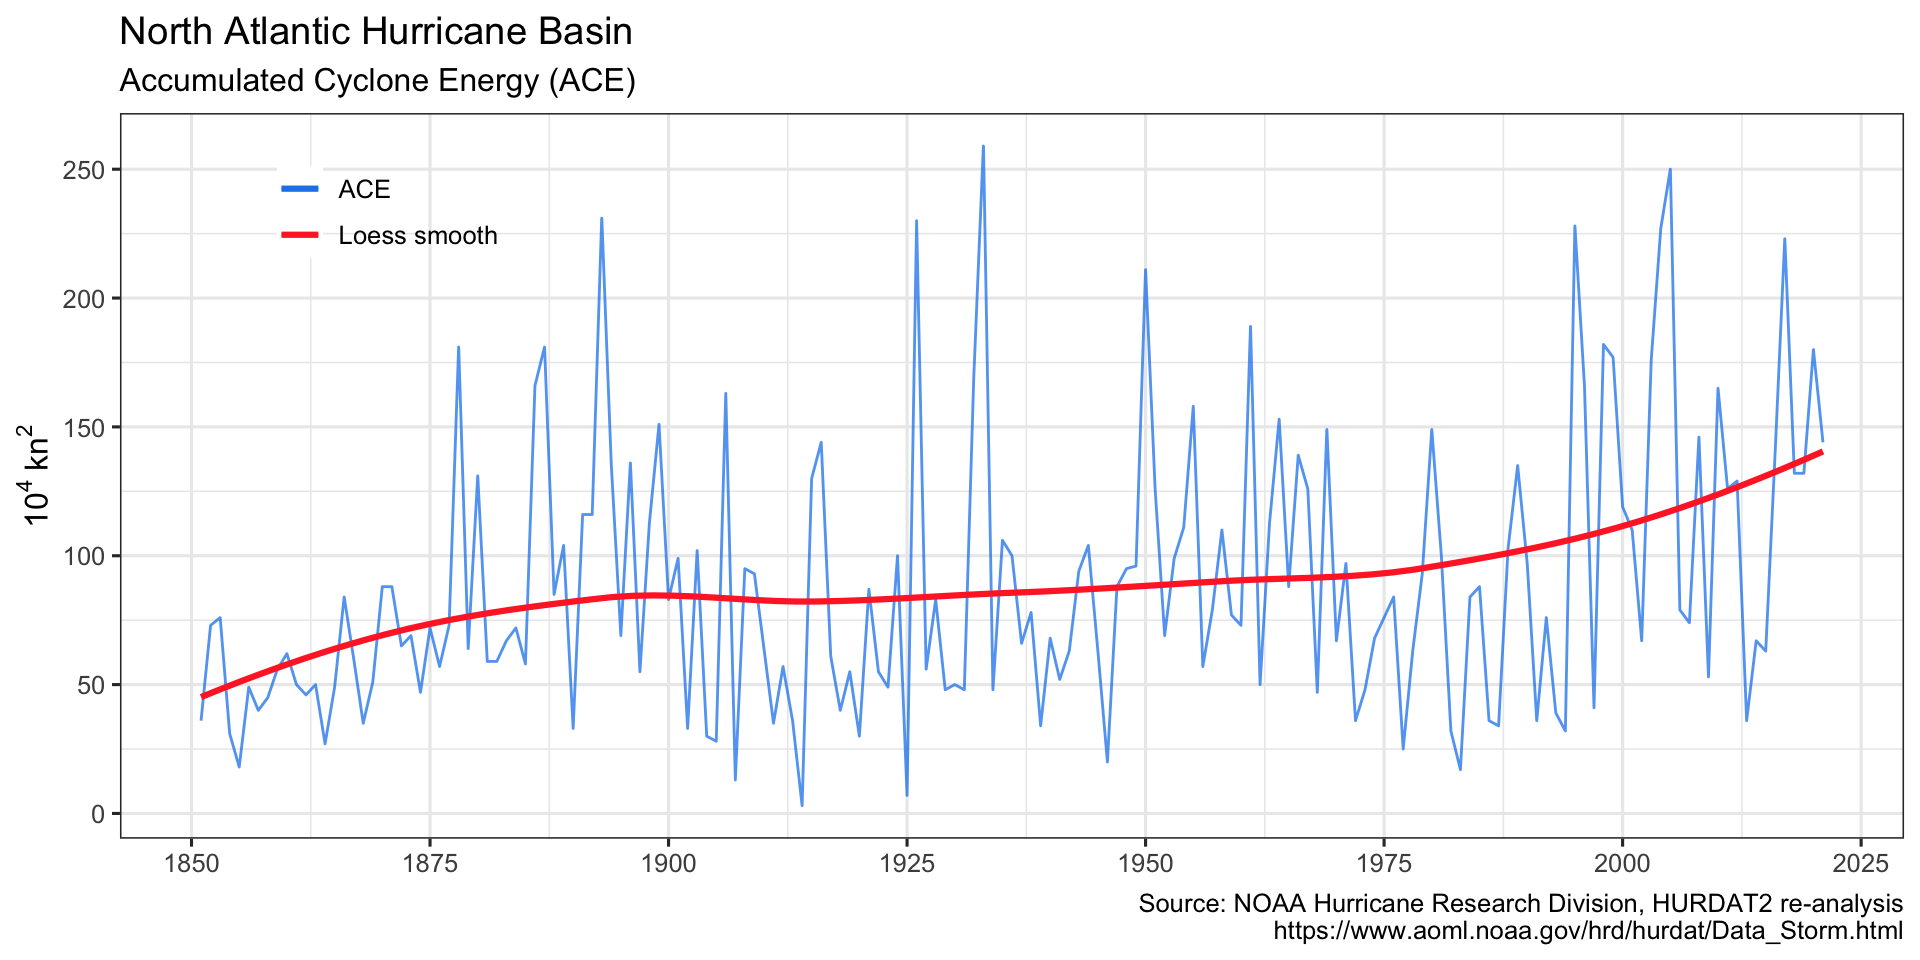 North Atlantic Hurricane Basin
Accumulated Cyclone Energy (ACE)
10⁴ kn²
250
200
150
100
50
0
ACE
Loess smooth
1850 1875 1900 1925 1950 1975 2000 2025
Source: NOAA Hurricane Research Division, HURDAT2 re-analysis
https://www.aoml.noaa.gov/hrd/hurdat/Data_Storm.html